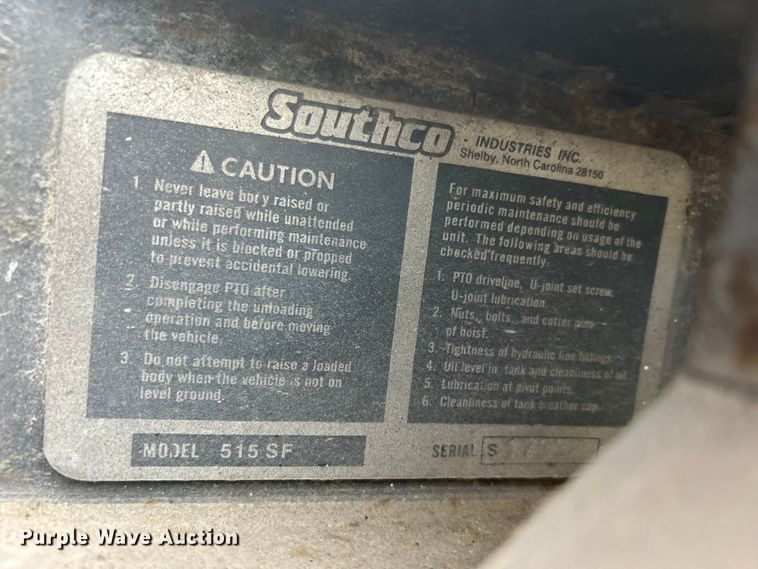 Southco
INDUSTRIES INC.
Shelby, North Carolina 28150
CAUTION
1. Never leave body raised or
partly raised while unattended
or while performing maintenance
unless it is blocked or propped
to prevent accidental lowering.
2. Disengage PTO after
completing the unloading
operation and before moving
the vehicle.
3. Do not attempt to raise a loaded
body when the vehicle is not on
level ground.
For maximum safety and efficiency
periodic maintenance should be
performed depending on usage of the
unit. The following areas should be
checked frequently.
1. PTO driveline, U-joint set screw,
U-joint lubrication.
2. Nuts, bolts, and cotter pins
of hoist.
3. Tightness of hydraulic line fittings.
4. Oil level in tank and cleanliness of oil.
5. Lubrication at pivot points.
6. Cleanliness of tank breather cap.
MODEL 515 SF
SERIAL S
Purple Wave Auction